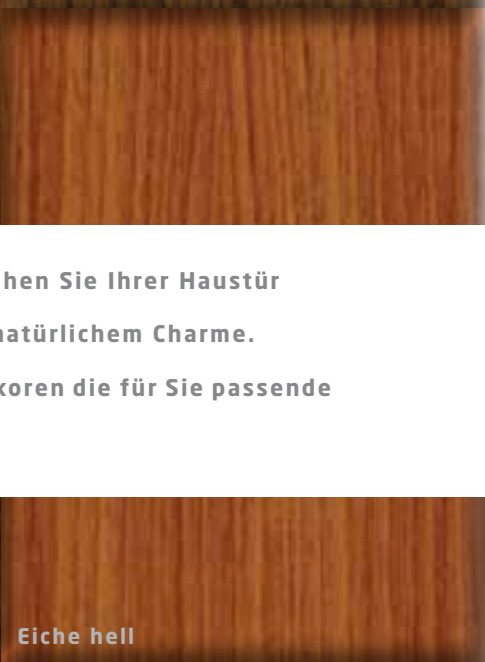 hen Sie Ihrer Haustür
natürlichem Charme.
koren die für Sie passende
Eiche hell